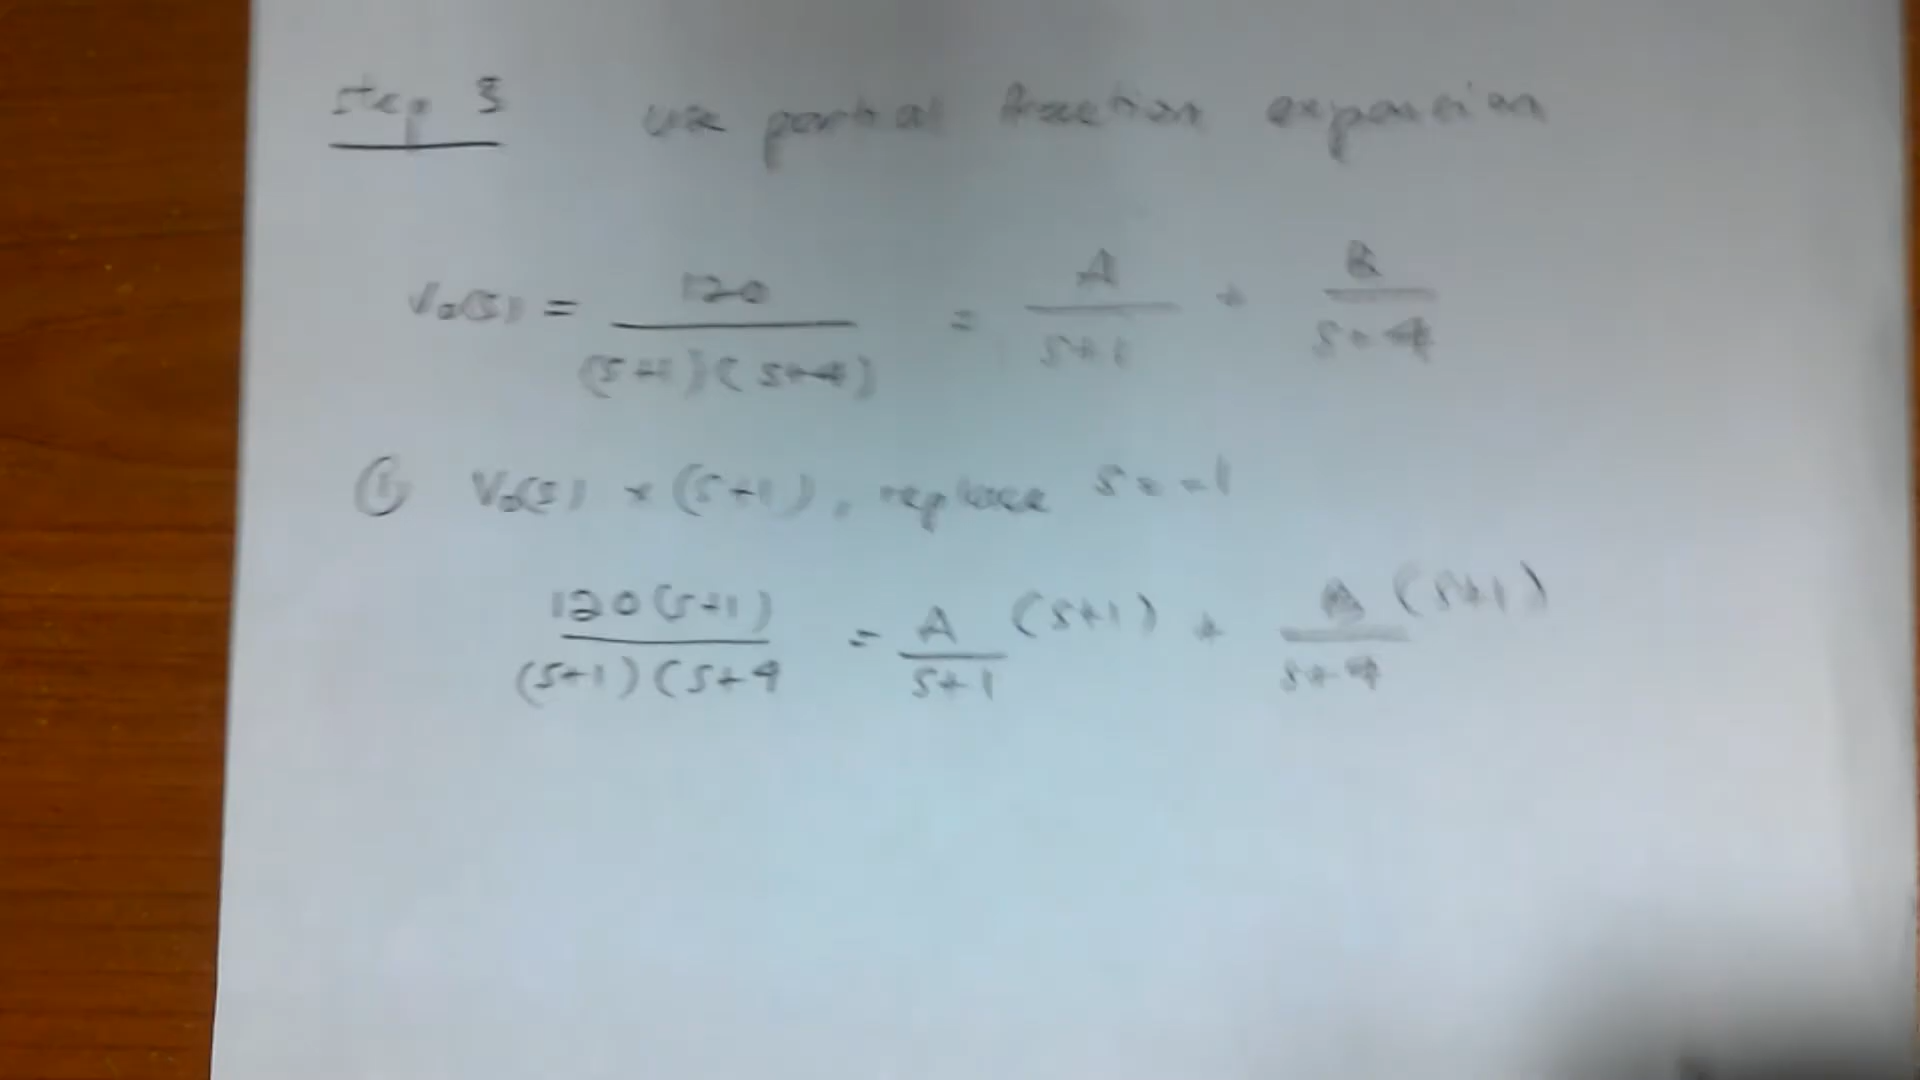 step 3 use partial fraction expansion
Vo(s) = 120 / (s+1)(s+4) = A / s+1 + B / s+4
① Vo(s) × (s+1), replace s = -1
120(s+1) / (s+1)(s+4 = A / s+1 (s+1) + B / s+4 (s+1)